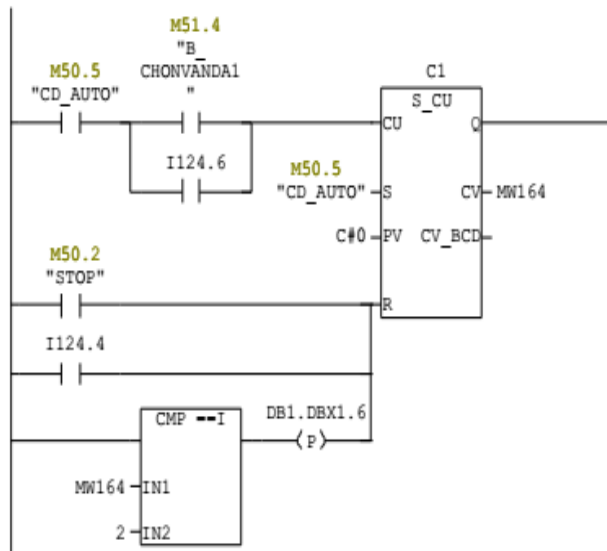 M51.4
"B_
M50.5 CHONVANDA1
"CD_AUTO" "
C1
S_CU
CU Q
I124.6
M50.5
"CD_AUTO" S CV MW164
C#0 PV CV_BCD
M50.2
"STOP"
R
I124.4
CMP ==I DB1.DBX1.6
(P)
MW164 IN1
2 IN2